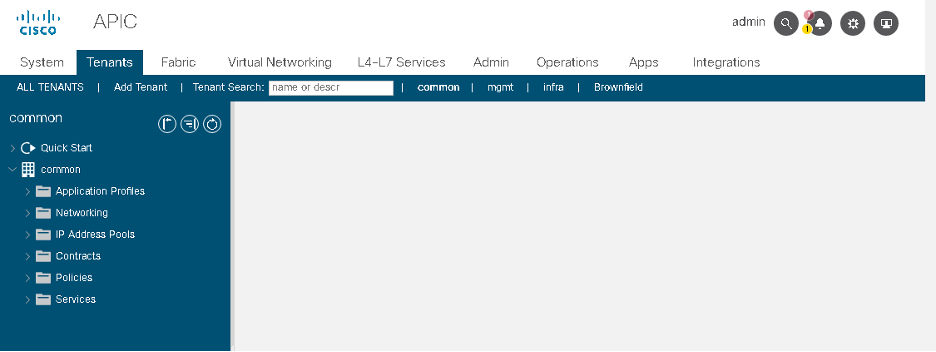 CISCO APIC admin
1
System Tenants Fabric Virtual Networking L4-L7 Services Admin Operations Apps Integrations
ALL TENANTS | Add Tenant | Tenant Search: name or descr | common | mgmt | infra | Brownfield
common
Quick Start
common
Application Profiles
Networking
IP Address Pools
Contracts
Policies
Services